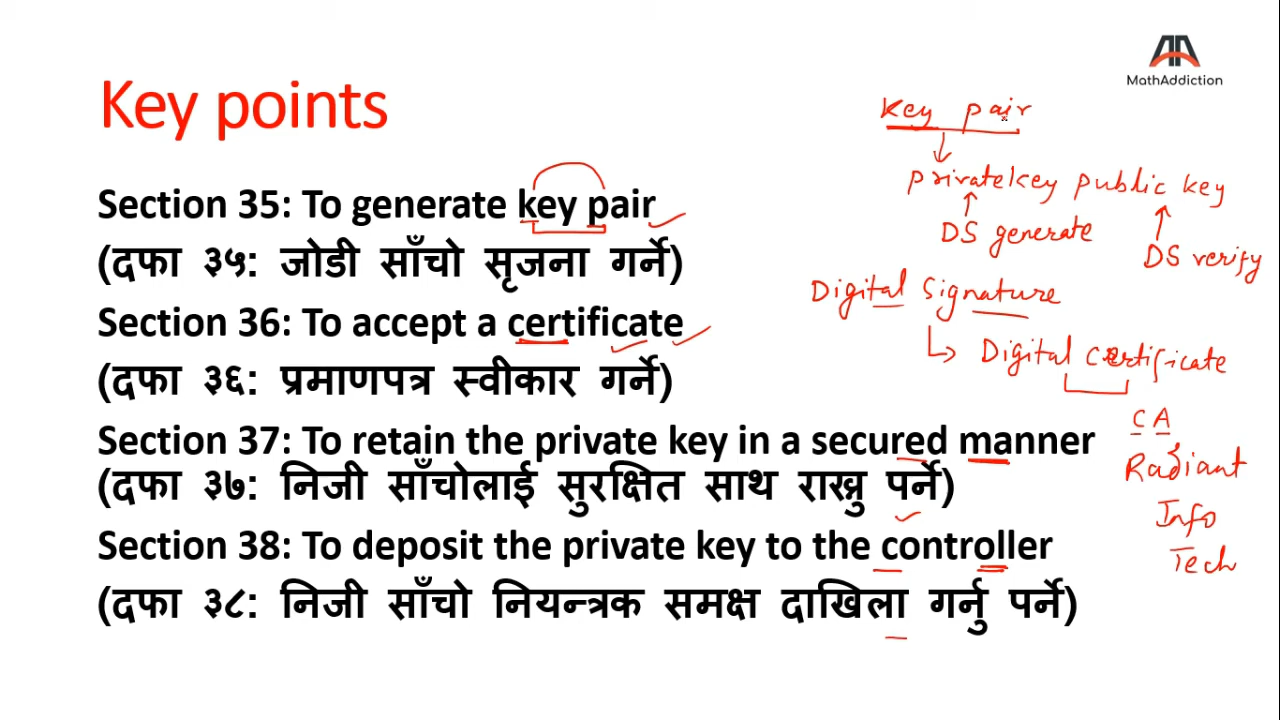 MathAddiction
Key points
Section 35: To generate key pair
(दफा ३५: जोडी साँचो सृजना गर्ने)
Section 36: To accept a certificate
(दफा ३६: प्रमाणपत्र स्वीकार गर्ने)
Section 37: To retain the private key in a secured manner
(दफा ३७: निजी साँचोलाई सुरक्षित साथ राख्नु पर्ने)
Section 38: To deposit the private key to the controller
(दफा ३८: निजी साँचो नियन्त्रक समक्ष दाखिला गर्नु पर्ने)
Key pair
private key public key
DS generate
DS verify
Digital Signature
Digital Certificate
CA
Radiant
Info
Tech